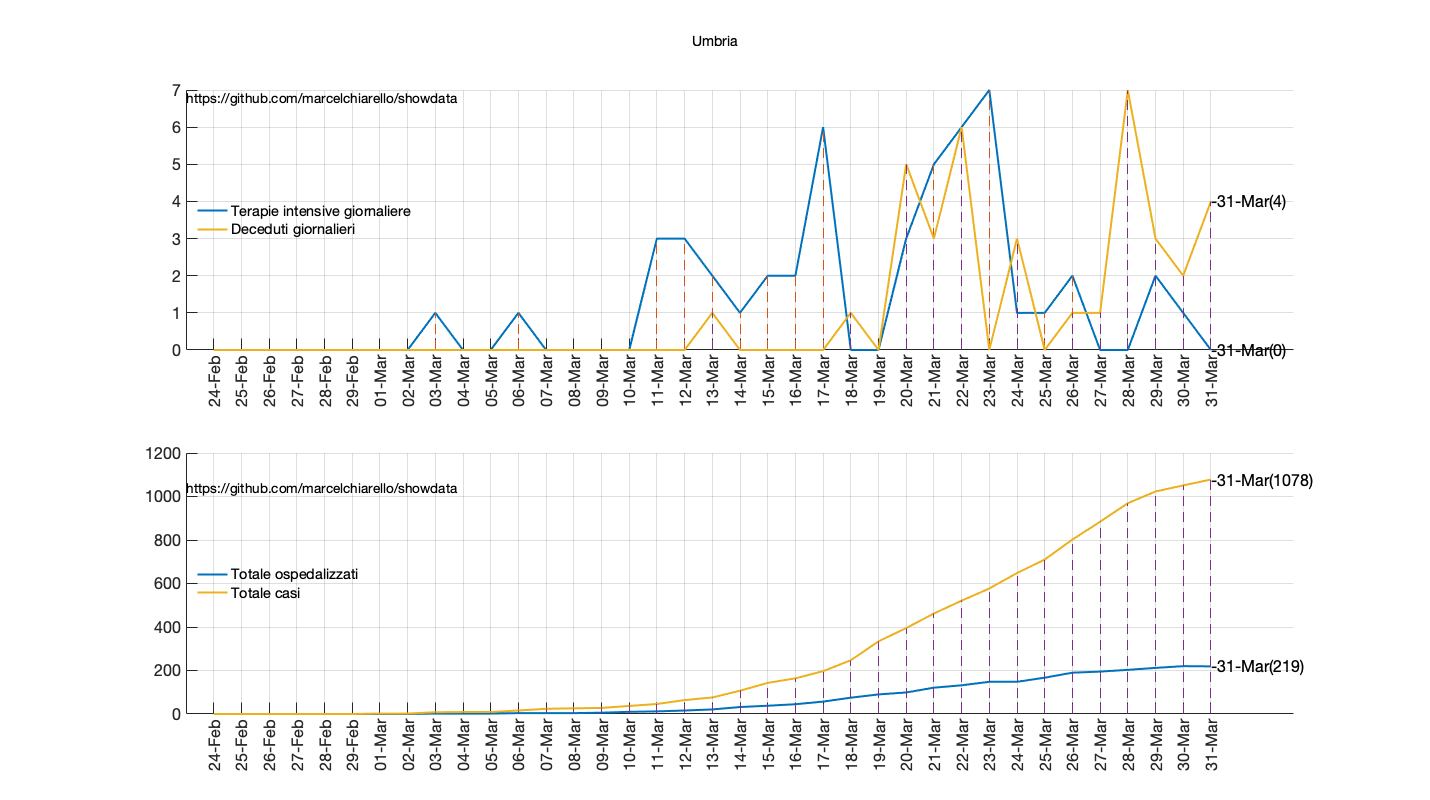 Umbria
7
https://github.com/marcelchiarello/showdata
6
5
4
-31-Mar(4)
Terapie intensive giornaliere
Deceduti giornalieri
3
2
1
0
-31-Mar(0)
24-Feb 25-Feb 26-Feb 27-Feb 28-Feb 29-Feb 01-Mar 02-Mar 03-Mar 04-Mar 05-Mar 06-Mar 07-Mar 08-Mar 09-Mar 10-Mar 11-Mar 12-Mar 13-Mar 14-Mar 15-Mar 16-Mar 17-Mar 18-Mar 19-Mar 20-Mar 21-Mar 22-Mar 23-Mar 24-Mar 25-Mar 26-Mar 27-Mar 28-Mar 29-Mar 30-Mar 31-Mar
1200
-31-Mar(1078)
https://github.com/marcelchiarello/showdata
1000
800
Totale ospedalizzati
600
Totale casi
400
200
-31-Mar(219)
0
24-Feb 25-Feb 26-Feb 27-Feb 28-Feb 29-Feb 01-Mar 02-Mar 03-Mar 04-Mar 05-Mar 06-Mar 07-Mar 08-Mar 09-Mar 10-Mar 11-Mar 12-Mar 13-Mar 14-Mar 15-Mar 16-Mar 17-Mar 18-Mar 19-Mar 20-Mar 21-Mar 22-Mar 23-Mar 24-Mar 25-Mar 26-Mar 27-Mar 28-Mar 29-Mar 30-Mar 31-Mar